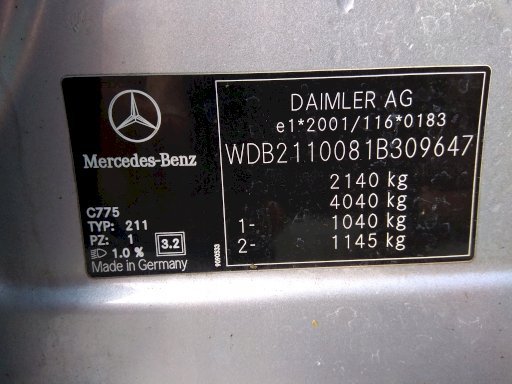 Mercedes-Benz
C775
TYP: 211
PZ: 1
1.0 %
3.2
Made in Germany
9090333
DAIMLER AG
e1*2001/116*0183
WDB2110081B309647
2140 kg
4040 kg
1- 1040 kg
2- 1145 kg